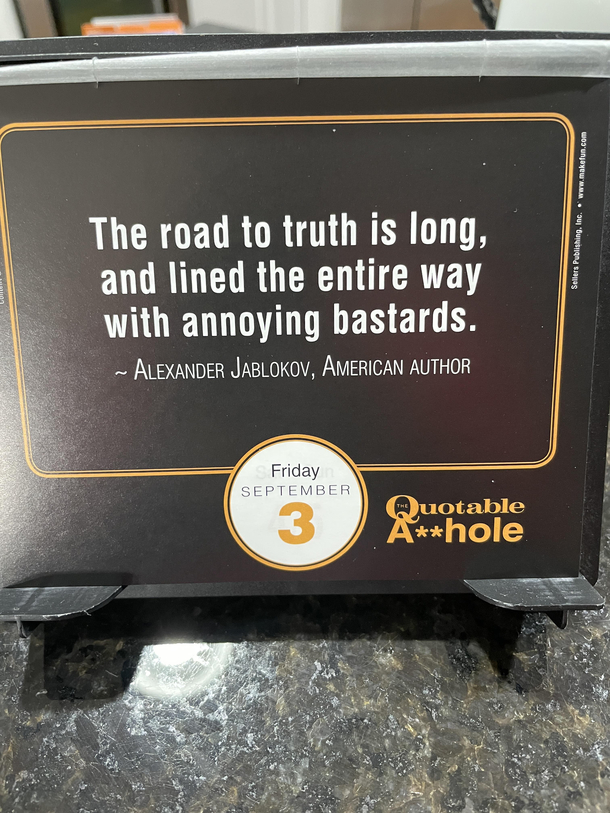 The road to truth is long,
and lined the entire way
with annoying bastards.
~ Alexander Jablokov, American author
Friday
SEPTEMBER
3
THE
Quotable
A**hole
Sellers Publishing, Inc. • www.makefun.com